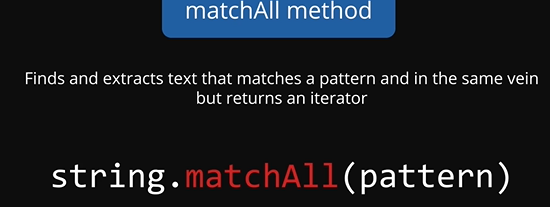 matchAll method
Finds and extracts text that matches a pattern and in the same vein
but returns an iterator
string.matchAll(pattern)